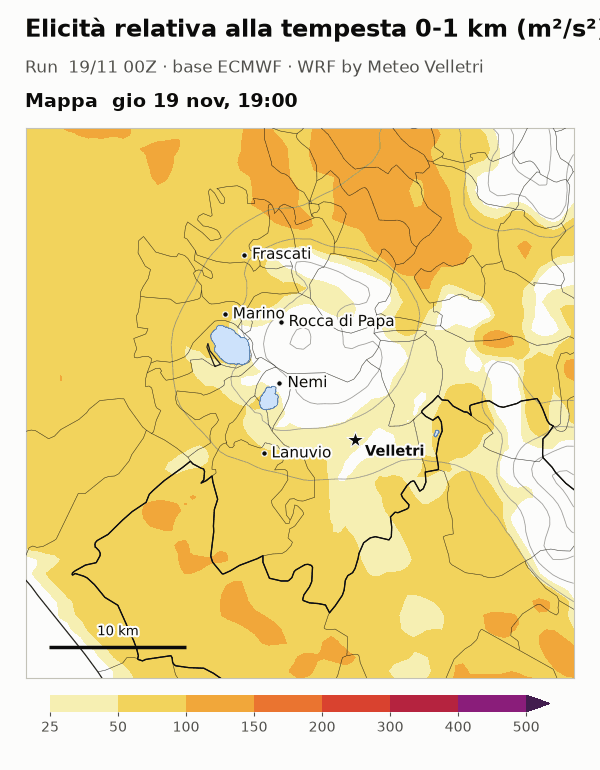 Elicità relativa alla tempesta 0-1 km (m²/s²)
Run 19/11 00Z · base ECMWF · WRF by Meteo Velletri
Mappa gio 19 nov, 19:00
Frascati
Marino
Rocca di Papa
Nemi
Velletri
Lanuvio
10 km
25 50 100 150 200 300 400 500